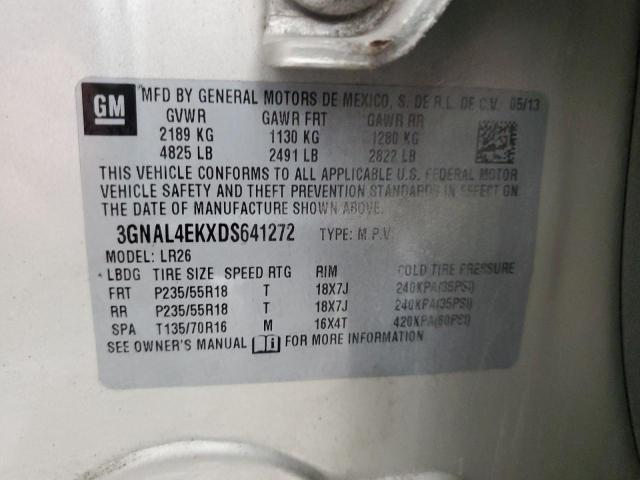 GM MFD BY GENERAL MOTORS DE MEXICO, S. DE R.L. DE C.V. 05/13
GVWR GAWR FRT GAWR RR
2189 KG 1130 KG 1280 KG
4825 LB 2491 LB 2822 LB
THIS VEHICLE CONFORMS TO ALL APPLICABLE U.S. FEDERAL MOTOR
VEHICLE SAFETY AND THEFT PREVENTION STANDARDS IN EFFECT ON
THE DATE OF MANUFACTURE SHOWN ABOVE.
3GNAL4EKXDS641272 TYPE: M.P.V.
MODEL: LR26
LBDG TIRE SIZE SPEED RTG RIM COLD TIRE PRESSURE
FRT P235/55R18 T 18X7J 240KPA(35PSI)
RR P235/55R18 T 18X7J 240KPA(35PSI)
SPA T135/70R16 M 16X4T 420KPA(60PSI)
SEE OWNER'S MANUAL FOR MORE INFORMATION